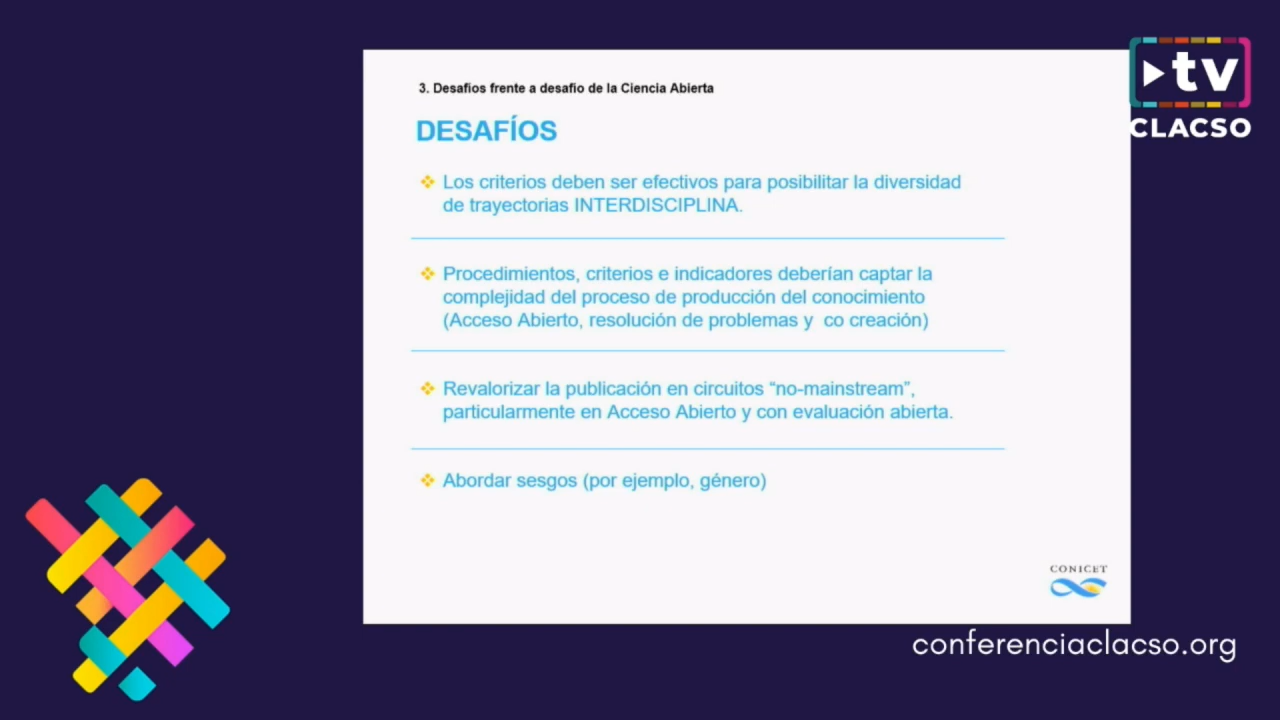 3. Desafíos frente a desafío de la Ciencia Abierta
DESAFÍOS
Los criterios deben ser efectivos para posibilitar la diversidad
de trayectorias INTERDISCIPLINA.
Procedimientos, criterios e indicadores deberían captar la
complejidad del proceso de producción del conocimiento
(Acceso Abierto, resolución de problemas y co creación)
Revalorizar la publicación en circuitos “no-mainstream”,
particularmente en Acceso Abierto y con evaluación abierta.
Abordar sesgos (por ejemplo, género)
CONICET
tv
CLACSO
conferenciaclacso.org